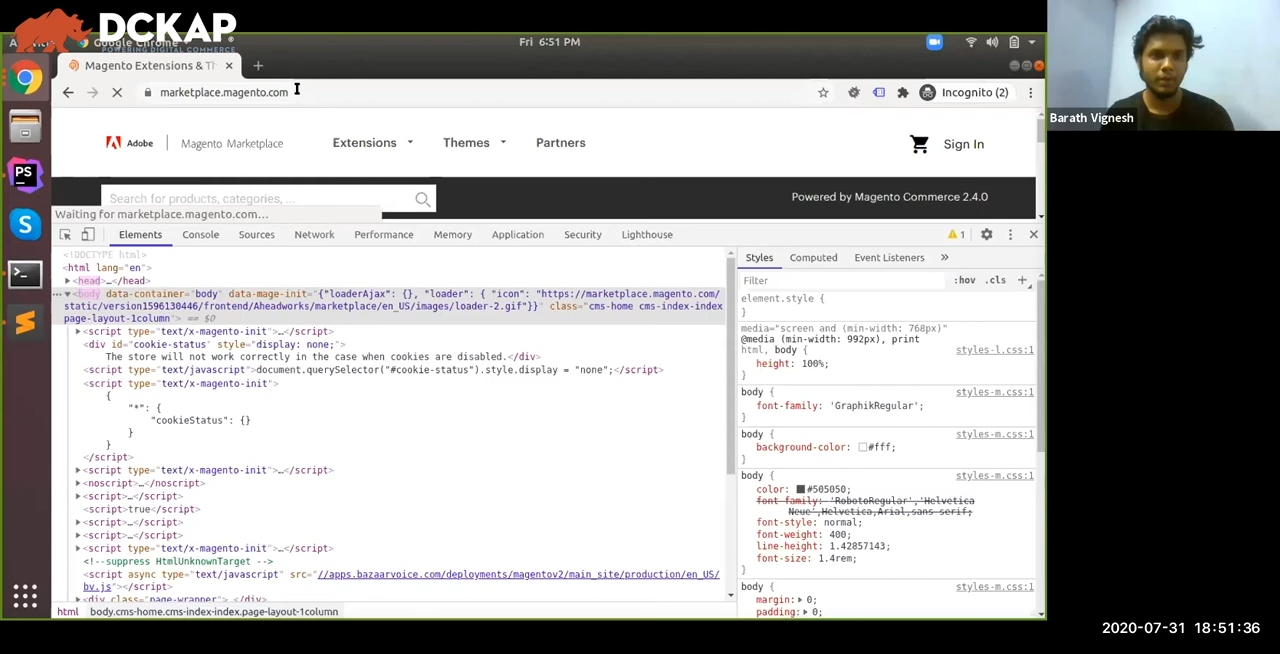 DCKAP
POWERING DIGITAL COMMERCE
Google Chrome
Fri 6:51 PM
Magento Extensions & Th
marketplace.magento.com
Incognito (2)
Barath Vignesh
Adobe
Magento Marketplace
Extensions
Themes
Partners
Sign In
Search for products, categories, ...
Powered by Magento Commerce 2.4.0
Waiting for marketplace.magento.com...
Elements
Console
Sources
Network
Performance
Memory
Application
Security
Lighthouse
1
<!DOCTYPE html>
<html lang="en">
<head>…</head>
<body data-container="body" data-mage-init="{"loaderAjax": {}, "loader": { "icon": "https://marketplace.magento.com/
static/version1596130446/frontend/Aheadworks/marketplace/en_US/images/loader-2.gif"}}" class="cms-home cms-index-index
page-layout-1column"> == $0
<script type="text/x-magento-init">…</script>
<div id="cookie-status" style="display: none;">
The store will not work correctly in the case when cookies are disabled.</div>
<script type="text/javascript">document.querySelector("#cookie-status").style.display = "none";</script>
<script type="text/x-magento-init">
{
"*": {
"cookieStatus": {}
}
}
</script>
<script type="text/x-magento-init">…</script>
<noscript>…</noscript>
<script>…</script>
<script>true</script>
<script>…</script>
<script>…</script>
<script type="text/x-magento-init">…</script>
<!--suppress HtmlUnknownTarget -->
<script async type="text/javascript" src="//apps.bazaarvoice.com/deployments/magentov2/main_site/production/en_US/
bv.js"></script>
<div class="page-wrapper">…</div>
html
body.cms-home.cms-index-index.page-layout-1column
Styles
Computed
Event Listeners
»
Filter
:hov
.cls
+
element.style {
}
media="screen and (min-width: 768px)"
@media (min-width: 992px), print
html, body {
styles-l.css:1
height: 100%;
}
body {
styles-m.css:1
font-family: 'GraphikRegular';
}
body {
styles-m.css:1
background-color: #fff;
}
body {
styles-m.css:1
color: #505050;
font-family: 'RobotoRegular','Helvetica
Neue',Helvetica,Arial,sans-serif;
font-style: normal;
font-weight: 400;
line-height: 1.42857143;
font-size: 1.4rem;
}
body {
styles-m.css:1
margin: 0;
padding: 0;
PS
S
2020-07-31 18:51:36